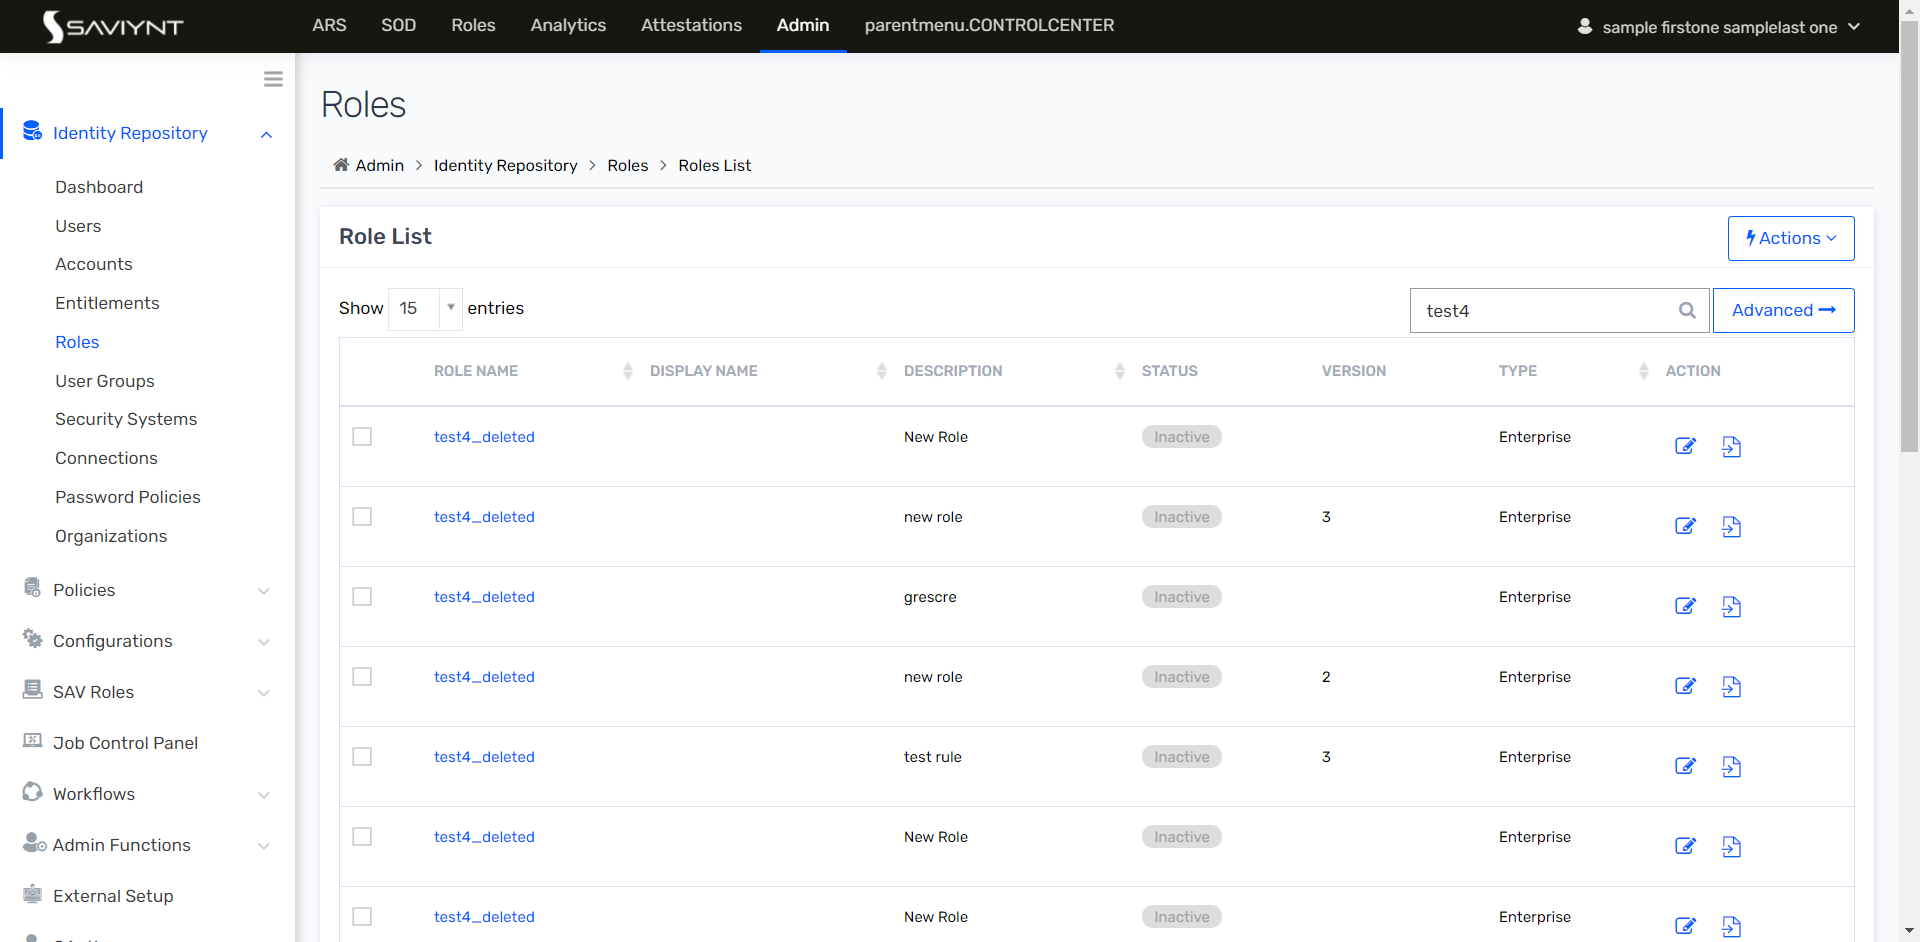 SAVIYNT
ARS SOD Roles Analytics Attestations Admin parentmenu.CONTROLCENTER sample firstone samplelast one
Identity Repository
Dashboard
Users
Accounts
Entitlements
Roles
User Groups
Security Systems
Connections
Password Policies
Organizations
Policies
Configurations
SAV Roles
Job Control Panel
Workflows
Admin Functions
External Setup
Roles
Admin > Identity Repository > Roles > Roles List
Role List
Actions
Show 15 entries
test4
Advanced
ROLE NAME DISPLAY NAME DESCRIPTION STATUS VERSION TYPE ACTION
test4_deleted New Role Inactive Enterprise
test4_deleted new role Inactive 3 Enterprise
test4_deleted grescre Inactive Enterprise
test4_deleted new role Inactive 2 Enterprise
test4_deleted test rule Inactive 3 Enterprise
test4_deleted New Role Inactive Enterprise
test4_deleted New Role Inactive Enterprise